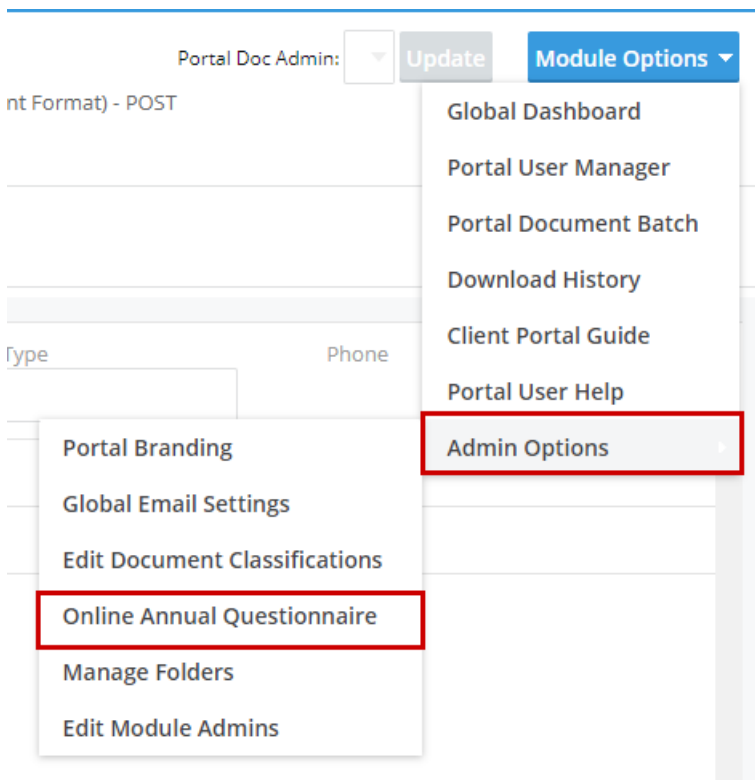 Portal Doc Admin: Update Module Options
nt Format) - POST
Global Dashboard
Portal User Manager
Portal Document Batch
Download History
Type Phone
Client Portal Guide
Portal User Help
Admin Options
Portal Branding
Global Email Settings
Edit Document Classifications
Online Annual Questionnaire
Manage Folders
Edit Module Admins